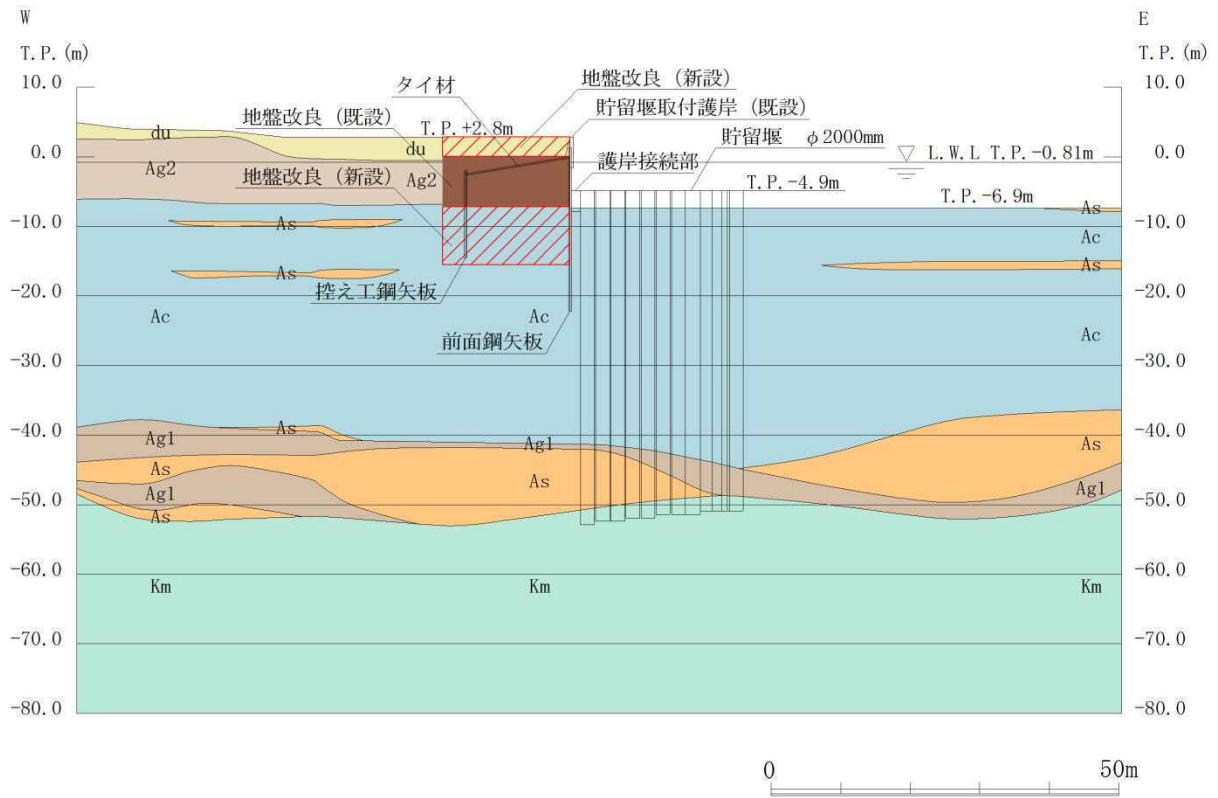 W
E
T.P.(m)
T.P.(m)
10.0
10.0
タイ材
地盤改良(新設)
地盤改良(既設)
貯留堰取付護岸(既設)
T.P.+2.8m
貯留堰 φ2000mm
du
du
0.0
0.0
護岸接続部
L.W.L T.P.-0.81m
Ag2
Ag2
地盤改良(新設)
T.P.-4.9m
T.P.-6.9m
-10.0
-10.0
As
As
Ac
As
As
-20.0
-20.0
控え工鋼矢板
Ac
Ac
前面鋼矢板
Ac
-30.0
-30.0
-40.0
-40.0
As
Ag1
Ag1
As
As
As
Ag1
Ag1
-50.0
-50.0
As
-60.0
-60.0
Km
Km
Km
-70.0
-70.0
-80.0
-80.0
0
50m